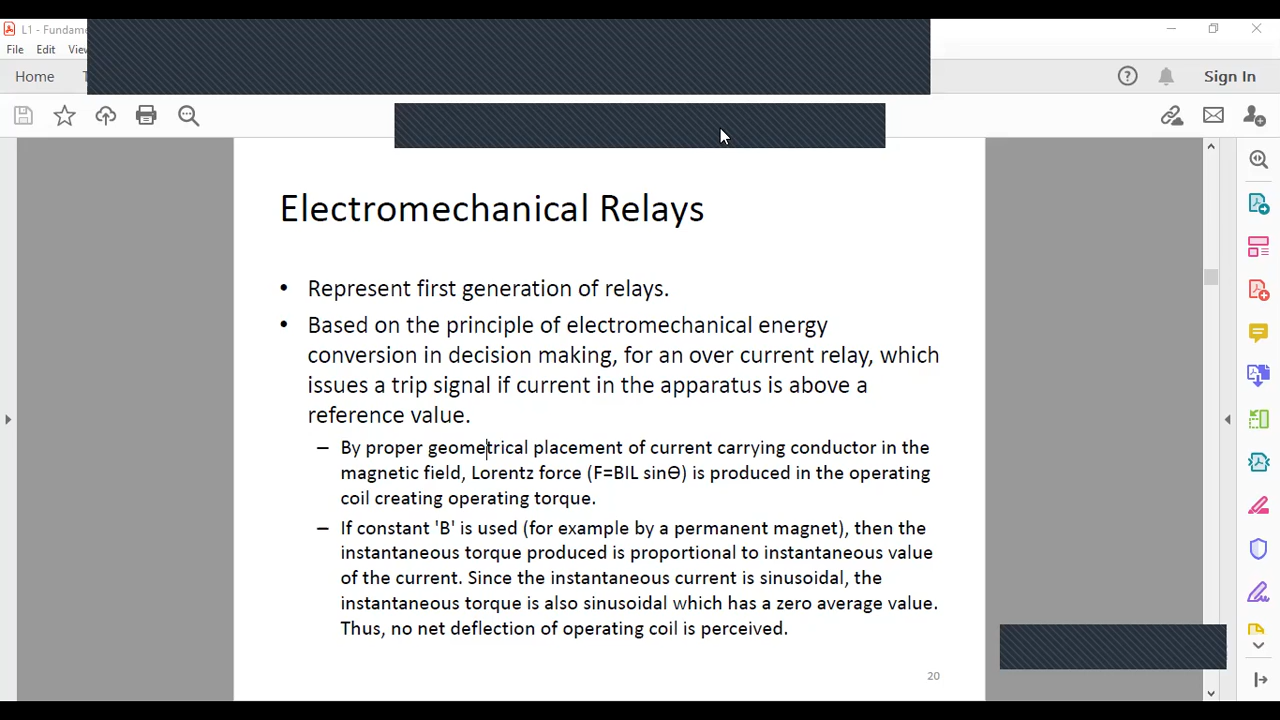 L1 - Fundame
File Edit Vie
Home
Sign In
Electromechanical Relays
• Represent first generation of relays.
• Based on the principle of electromechanical energy
conversion in decision making, for an over current relay, which
issues a trip signal if current in the apparatus is above a
reference value.
– By proper geometrical placement of current carrying conductor in the
magnetic field, Lorentz force (F=BIL sinΘ) is produced in the operating
coil creating operating torque.
– If constant 'B' is used (for example by a permanent magnet), then the
instantaneous torque produced is proportional to instantaneous value
of the current. Since the instantaneous current is sinusoidal, the
instantaneous torque is also sinusoidal which has a zero average value.
Thus, no net deflection of operating coil is perceived.
20